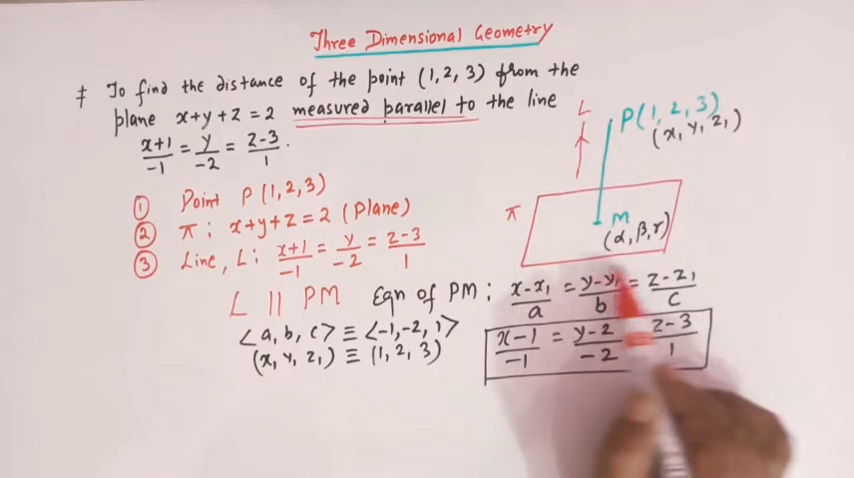 Three Dimensional Geometry
# To find the distance of the point (1, 2, 3) from the
plane x+y+z = 2 measured parallel to the line
x+1/-1 = y/-2 = z-3/1.
① Point P (1, 2, 3)
② π: x+y+z = 2 (Plane)
③ Line, L: x+1/-1 = y/-2 = z-3/1
L || PM Eqn of PM: x-x₁/a = y-y₁/b = z-z₁/c
<a, b, c> ≡ <-1, -2, 1>
(x₁ y₁ z₁) ≡ (1, 2, 3)
x-1/-1 = y-2/-2 = z-3/1
L
P(1, 2, 3)
(x₁ y₁ z₁)
π
M
(α, β, γ)